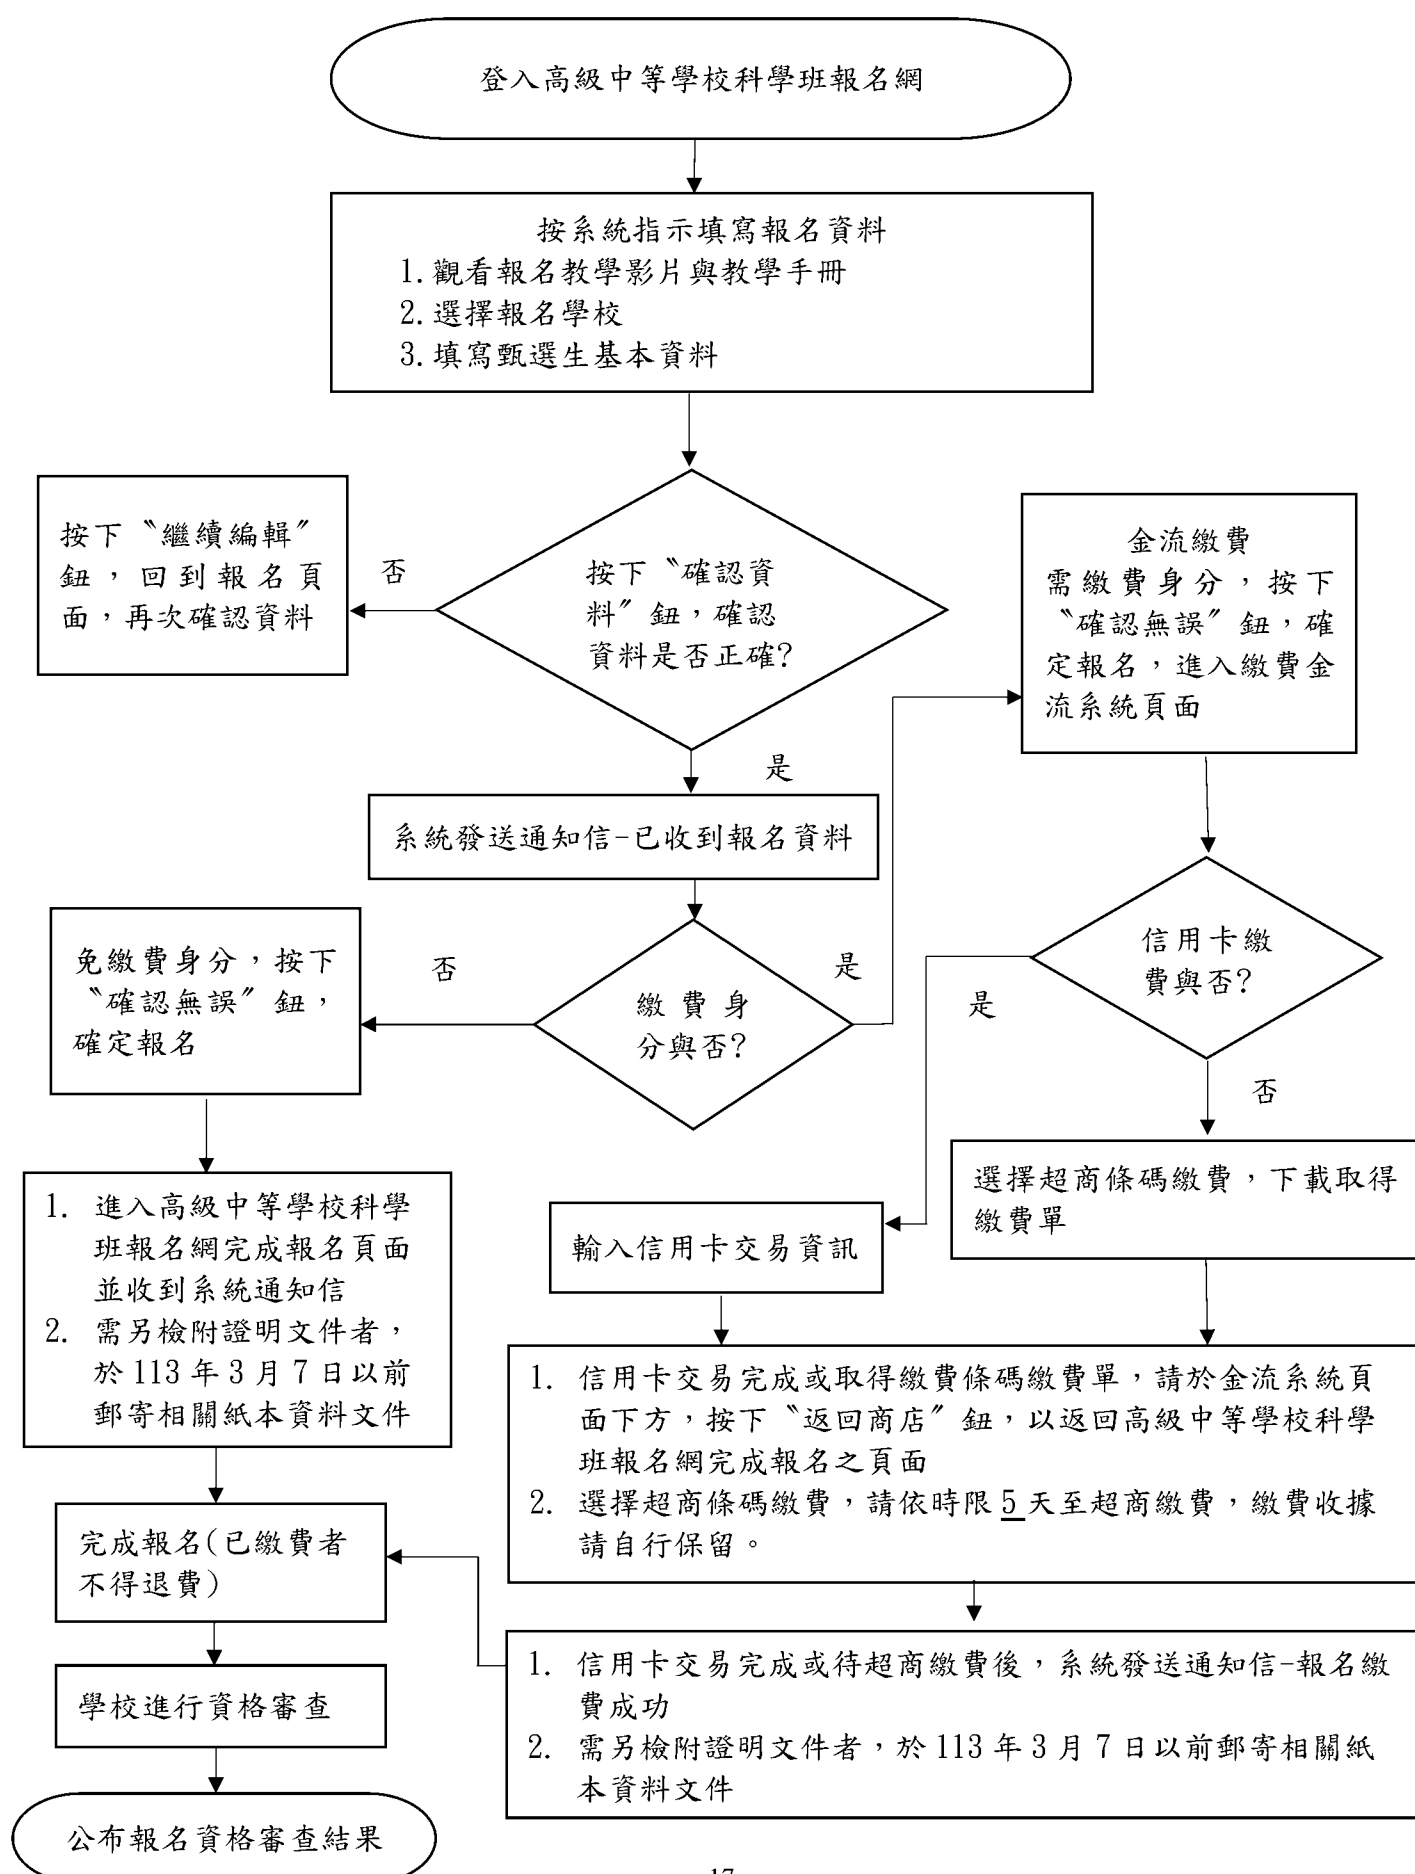 登入高級中等學校科學班報名網
按系統指示填寫報名資料
1.觀看報名教學影片與教學手冊
2.選擇報名學校
3.填寫甄選生基本資料
按下〝繼續編輯〞
鈕，回到報名頁
面，再次確認資料
否
按下〝確認資
料〞鈕，確認
資料是否正確?
是
金流繳費
需繳費身分，按下
〝確認無誤〞鈕，確
定報名，進入繳費金
流系統頁面
系統發送通知信-已收到報名資料
免繳費身分，按下
〝確認無誤〞鈕，
確定報名
否
繳費身
分與否?
是
信用卡繳
費與否?
是
否
選擇超商條碼繳費，下載取得
繳費單
輸入信用卡交易資訊
1. 進入高級中等學校科學
班報名網完成報名頁面
並收到系統通知信
2. 需另檢附證明文件者，
於113年3月7日以前
郵寄相關紙本資料文件
1. 信用卡交易完成或取得繳費條碼繳費單，請於金流系統頁
面下方，按下〝返回商店〞鈕，以返回高級中等學校科學
班報名網完成報名之頁面
2. 選擇超商條碼繳費，請依時限5天至超商繳費，繳費收據
請自行保留。
完成報名(已繳費者
不得退費)
1. 信用卡交易完成或待超商繳費後，系統發送通知信-報名繳
費成功
2. 需另檢附證明文件者，於113年3月7日以前郵寄相關紙
本資料文件
學校進行資格審查
公布報名資格審查結果
17